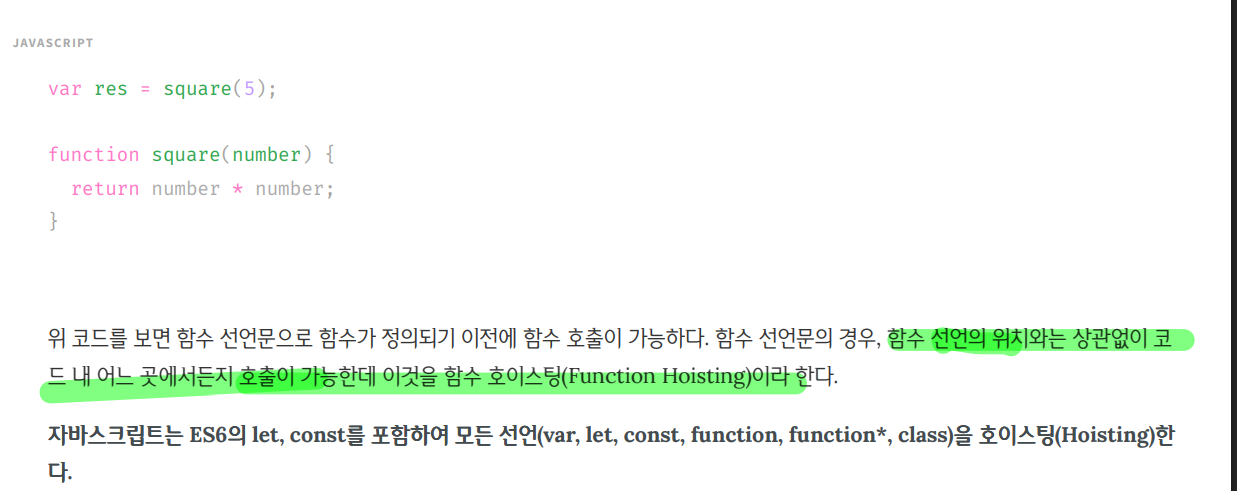 JAVASCRIPT
var res = square(5);
function square(number) {
return number * number;
}
위 코드를 보면 함수 선언문으로 함수가 정의되기 이전에 함수 호출이 가능하다. 함수 선언문의 경우, 함수 선언의 위치와는 상관없이 코
드 내 어느 곳에서든지 호출이 가능한데 이것을 함수 호이스팅(Function Hoisting)이라 한다.
자바스크립트는 ES6의 let, const를 포함하여 모든 선언(var, let, const, function, function*, class)을 호이스팅(Hoisting)한
다.